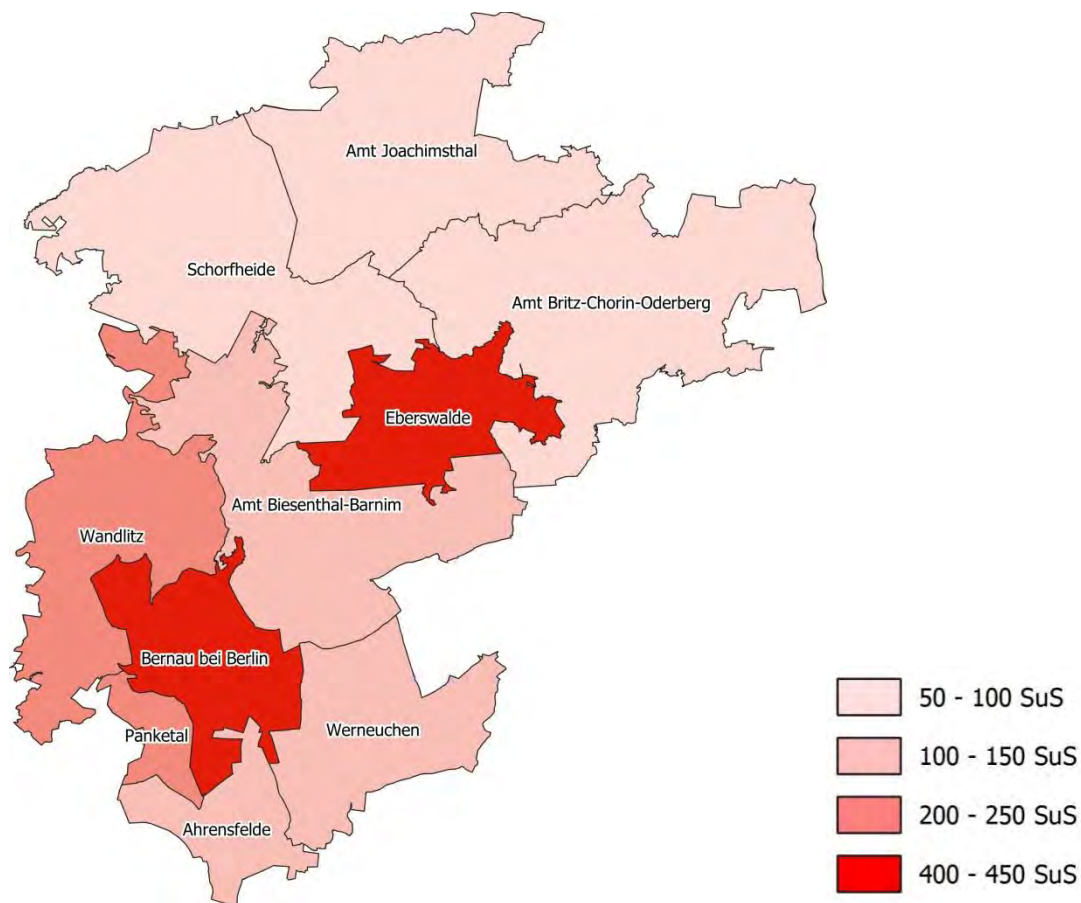 Amt Joachimsthal
Schorfheide
Amt Britz-Chorin-Oderberg
Eberswalde
Amt Biesenthal-Barnim
Wandlitz
Bernau bei Berlin
Panketal
Werneuchen
Ahrensfelde
50 - 100 SuS
100 - 150 SuS
200 - 250 SuS
400 - 450 SuS